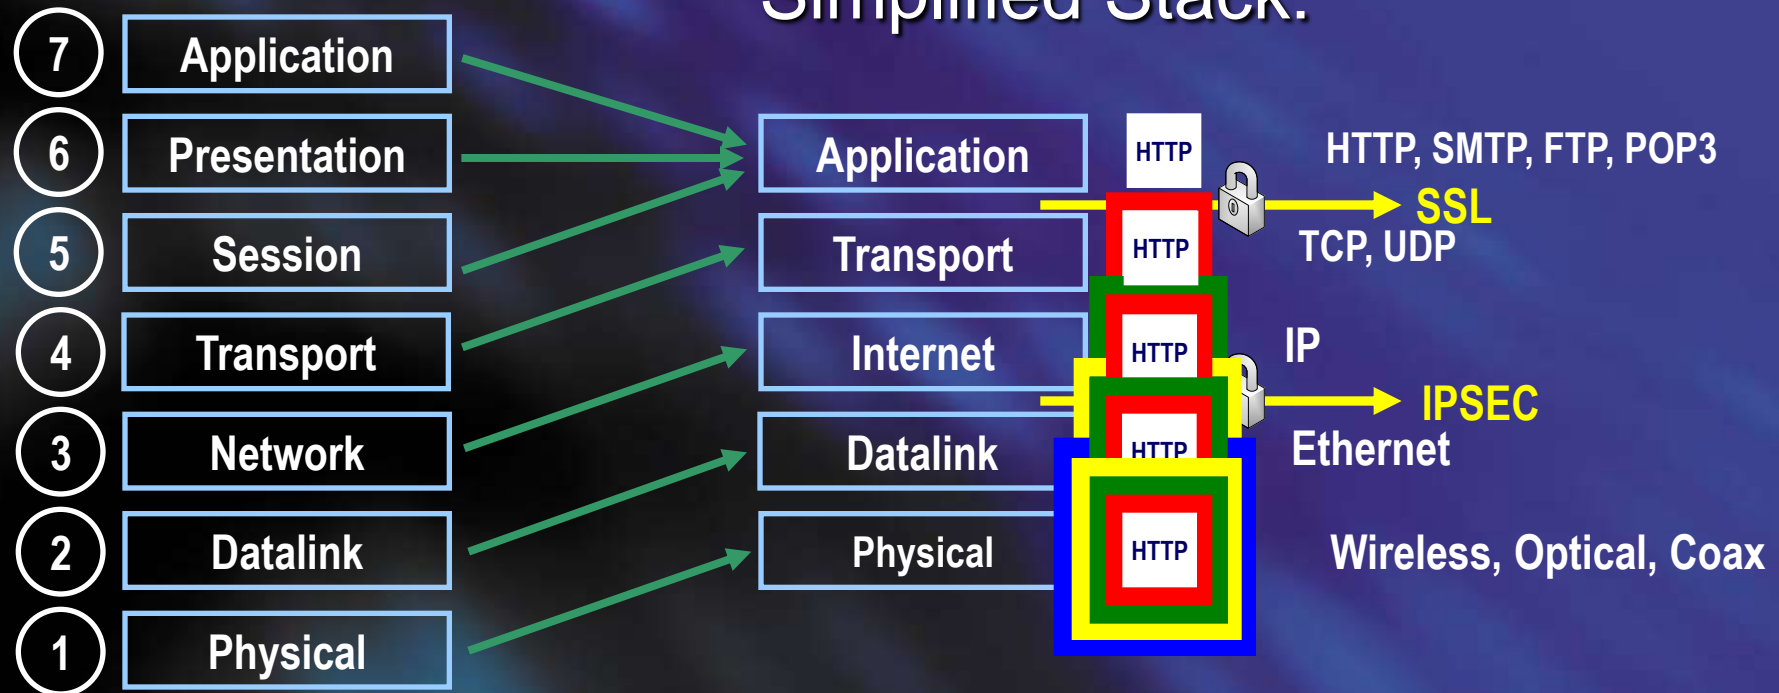 Simplified Stack.
7 Application
6 Presentation
5 Session
4 Transport
3 Network
2 Datalink
1 Physical
Application HTTP HTTP, SMTP, FTP, POP3
SSL
Transport HTTP TCP, UDP
Internet HTTP IP
IPSEC
Datalink HTTP Ethernet
Physical HTTP Wireless, Optical, Coax